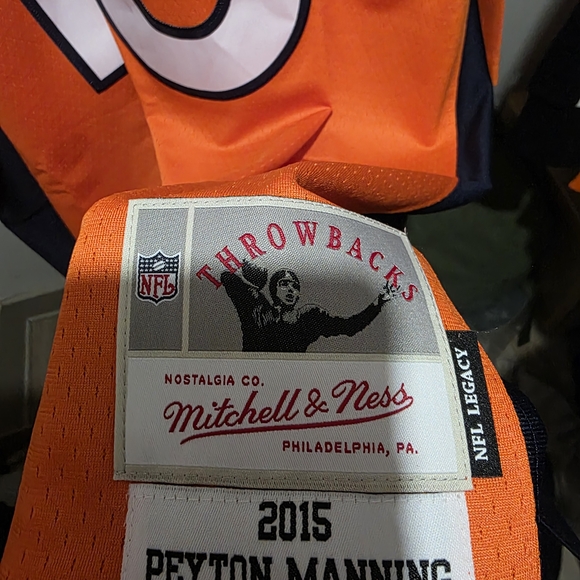 THROWBACKS
NFL
NOSTALGIA CO.
Mitchell & Ness
PHILADELPHIA, PA.
NFL LEGACY
2015
PEYTON MANNING